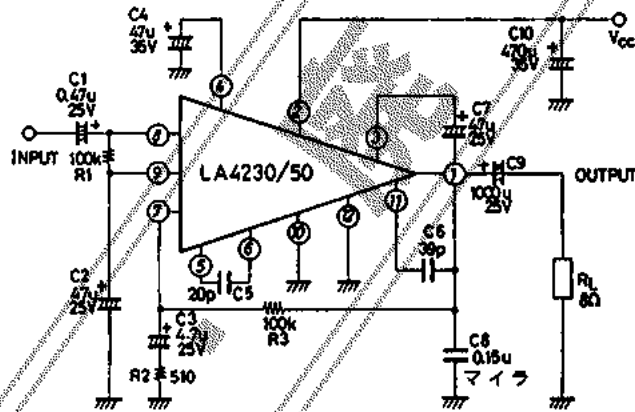 C4
47u
35V
C10
470u
35V
Vcc
C1
0.47u
25V
INPUT
100k
R1
LA4230/50
4
2
3
8
9
7
1
11
12
10
6
5
C7
47u
25V
C9
1000u
25V
OUTPUT
C6
39p
20p
C5
RL
8Ω
C2
47u
25V
C3
4.7u
25V
100k
R3
R2
510
C8
0.15u
マイラ